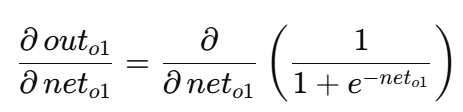 ∂ out_{o1} / ∂ net_{o1} = ∂ / ∂ net_{o1} ( 1 / (1 + e^{−net_{o1}}) )